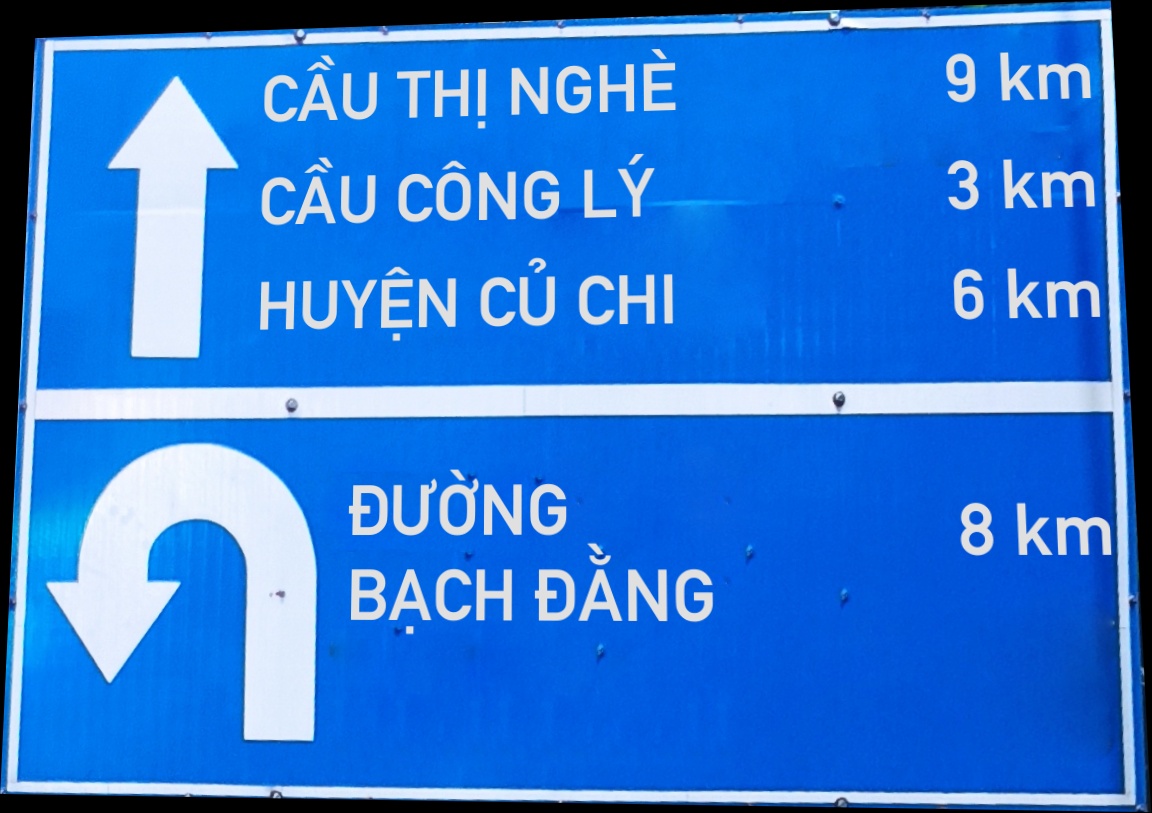 CẦU THỊ NGHÈ 9 km
CẦU CÔNG LÝ 3 km
HUYỆN CỦ CHI 6 km
ĐƯỜNG 8 km
BẠCH ĐẰNG